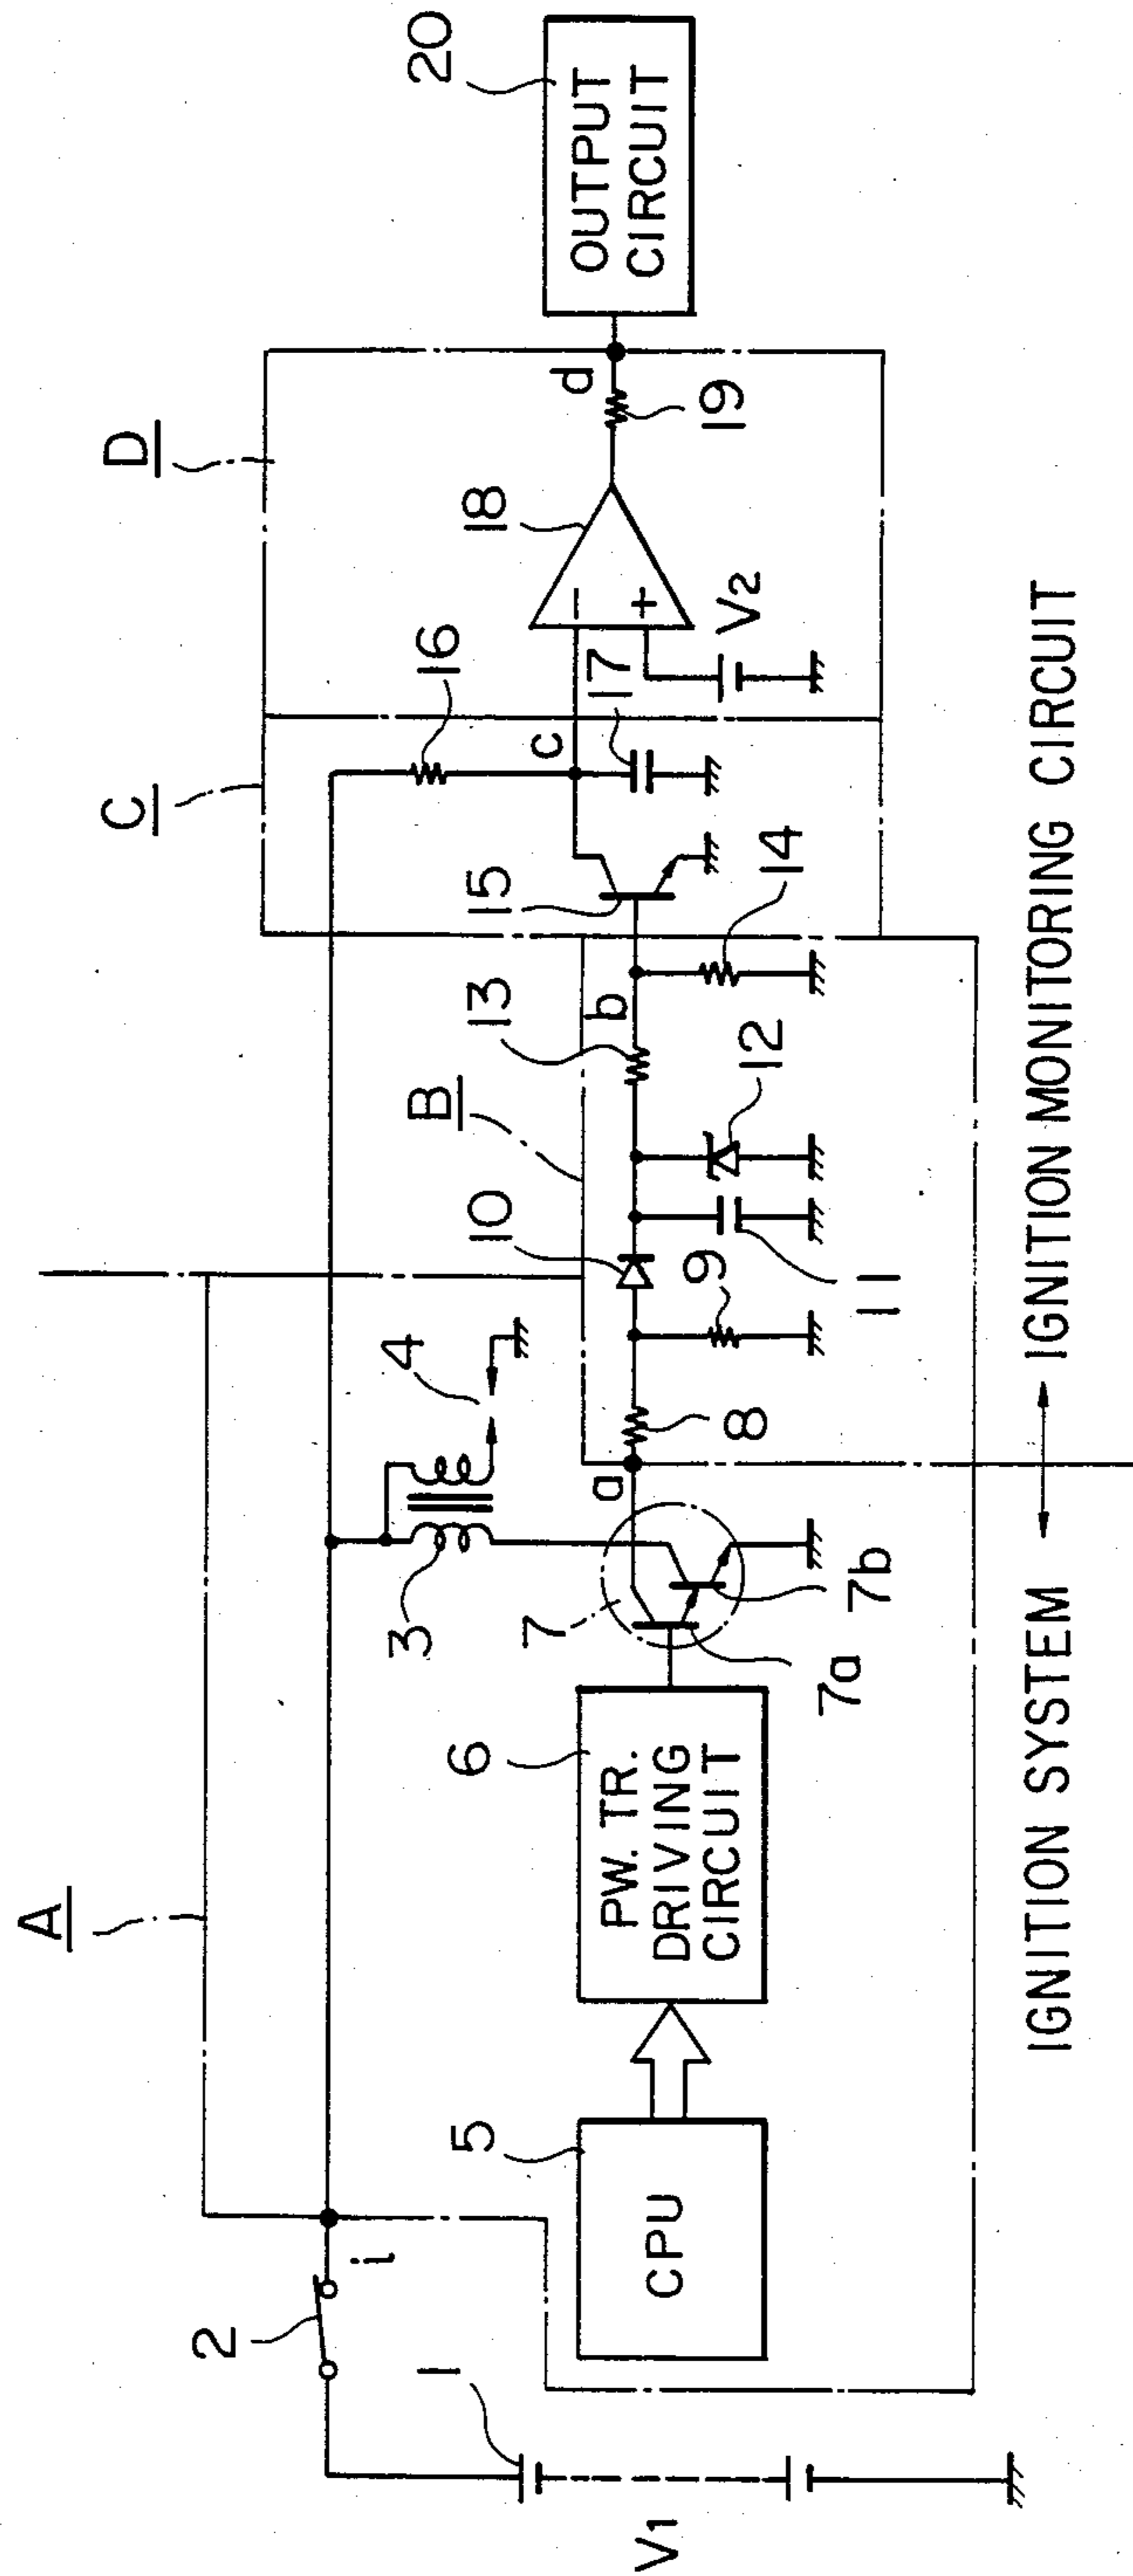 A
B
C
D
1
V1
2
i
3
4
CPU
5
PW. TR.
DRIVING
CIRCUIT
6
7
7a
7b
a
8
9
10
11
12
13
b
14
15
16
c
17
18
−
+
V2
19
d
OUTPUT
CIRCUIT
20
IGNITION SYSTEM
IGNITION MONITORING CIRCUIT